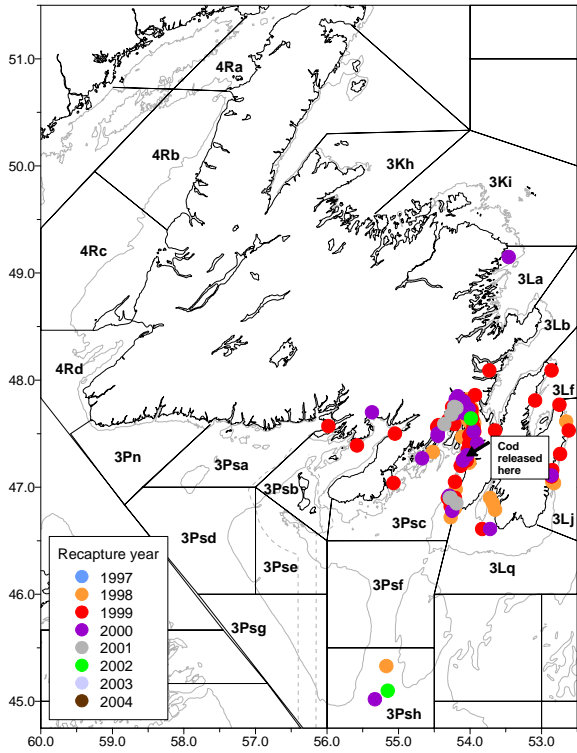 51.0
50.0
49.0
48.0
47.0
46.0
45.0
60.0 59.0 58.0 57.0 56.0 55.0 54.0 53.0
4Ra
4Rb
3Kh
3Ki
4Rc
3La
3Lb
4Rd
3Lf
3Pn
3Psa
3Psb
3Psc
3Lj
3Psd
3Pse
3Lq
3Psf
3Psg
3Psh
Cod
released
here
Recapture year
1997
1998
1999
2000
2001
2002
2003
2004